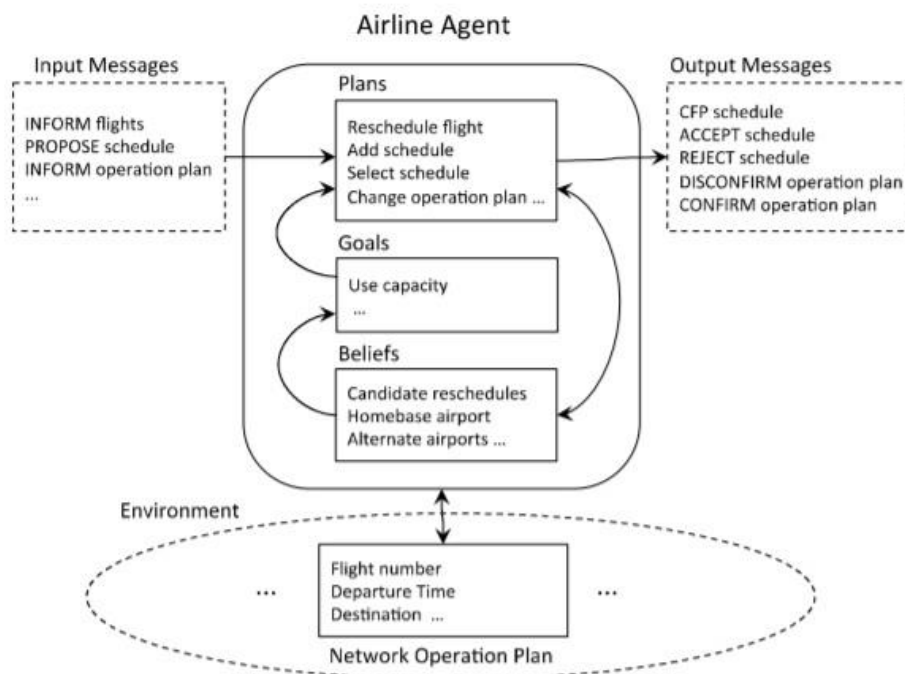 Airline Agent
Input Messages
INFORM flights
PROPOSE schedule
INFORM operation plan
...
Plans
Reschedule flight
Add schedule
Select schedule
Change operation plan ...
Goals
Use capacity
...
Beliefs
Candidate reschedules
Homebase airport
Alternate airports ...
Output Messages
CFP schedule
ACCEPT schedule
REJECT schedule
DISCONFIRM operation plan
CONFIRM operation plan
Environment
...
Flight number
Departure Time
Destination ...
...
Network Operation Plan